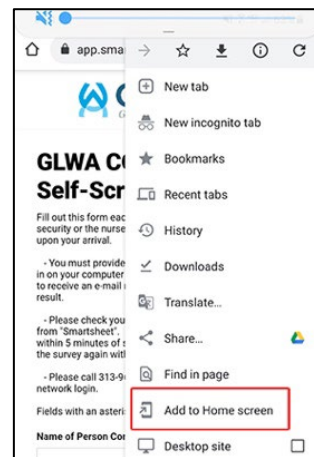 app.smar
New tab
New incognito tab
Bookmarks
Recent tabs
History
Downloads
Translate...
Share...
Find in page
Add to Home screen
Desktop site
GLWA
Self-Scr
Fill out this form eac
security or the nurse
upon your arrival.
- You must provide
in on your computer
to receive an e-mail
result.
- Please check you
from "Smartsheet".
within 5 minutes of s
the survey again with
- Please call 313-9
network login.
Fields with an asteri
Name of Person Cor